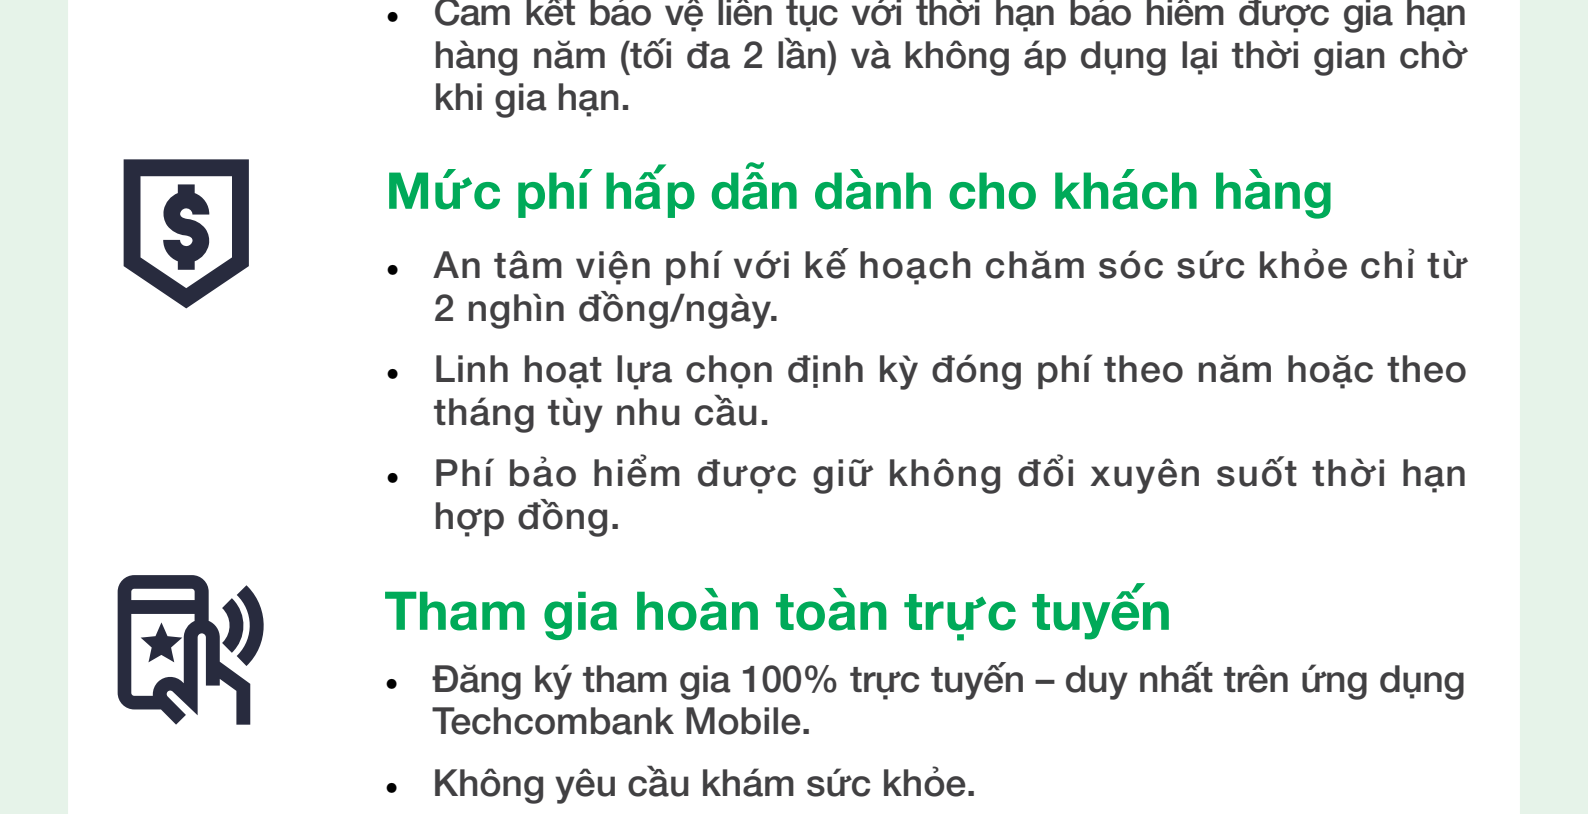 Cam kết bảo vệ liên tục với thời hạn bảo hiểm được gia hạn
hàng năm (tối đa 2 lần) và không áp dụng lại thời gian chờ
khi gia hạn.
Mức phí hấp dẫn dành cho khách hàng
• An tâm viện phí với kế hoạch chăm sóc sức khỏe chỉ từ
2 nghìn đồng/ngày.
• Linh hoạt lựa chọn định kỳ đóng phí theo năm hoặc theo
tháng tùy nhu cầu.
• Phí bảo hiểm được giữ không đổi xuyên suốt thời hạn
hợp đồng.
Tham gia hoàn toàn trực tuyến
• Đăng ký tham gia 100% trực tuyến – duy nhất trên ứng dụng
Techcombank Mobile.
• Không yêu cầu khám sức khỏe.